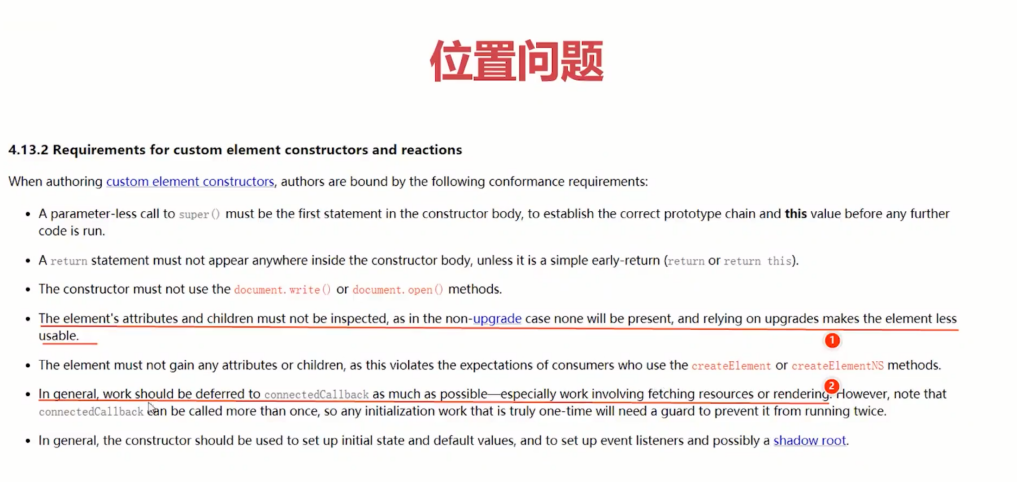 位置问题
4.13.2 Requirements for custom element constructors and reactions
When authoring custom element constructors, authors are bound by the following conformance requirements:
• A parameter-less call to super() must be the first statement in the constructor body, to establish the correct prototype chain and this value before any further
code is run.
• A return statement must not appear anywhere inside the constructor body, unless it is a simple early-return (return or return this).
• The constructor must not use the document.write() or document.open() methods.
• The element's attributes and children must not be inspected, as in the non-upgrade case none will be present, and relying on upgrades makes the element less
usable.
1
• The element must not gain any attributes or children, as this violates the expectations of consumers who use the createElement or createElementNS methods.
2
• In general, work should be deferred to connectedCallback as much as possible—especially work involving fetching resources or rendering. However, note that
connectedCallback can be called more than once, so any initialization work that is truly one-time will need a guard to prevent it from running twice.
• In general, the constructor should be used to set up initial state and default values, and to set up event listeners and possibly a shadow root.